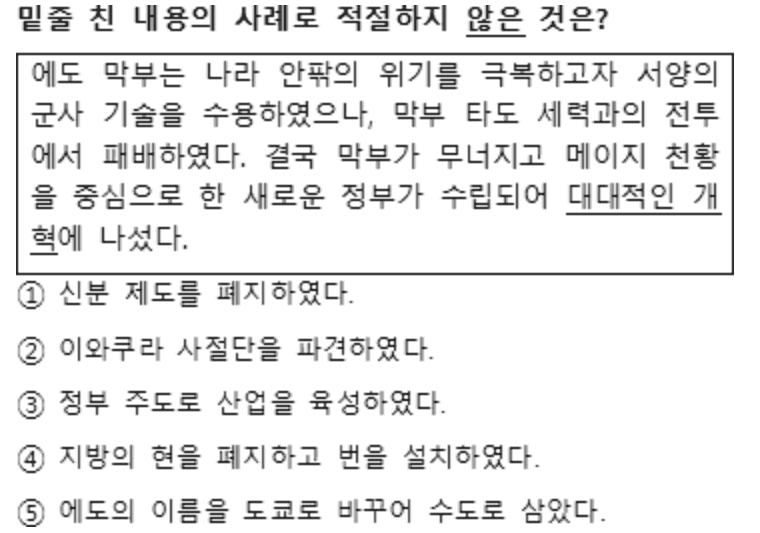 밑줄 친 내용의 사례로 적절하지 않은 것은?
에도 막부는 나라 안팎의 위기를 극복하고자 서양의
군사 기술을 수용하였으나, 막부 타도 세력과의 전투
에서 패배하였다. 결국 막부가 무너지고 메이지 천황
을 중심으로 한 새로운 정부가 수립되어 대대적인 개
혁에 나섰다.
① 신분 제도를 폐지하였다.
② 이와쿠라 사절단을 파견하였다.
③ 정부 주도로 산업을 육성하였다.
④ 지방의 현을 폐지하고 번을 설치하였다.
⑤ 에도의 이름을 도쿄로 바꾸어 수도로 삼았다.